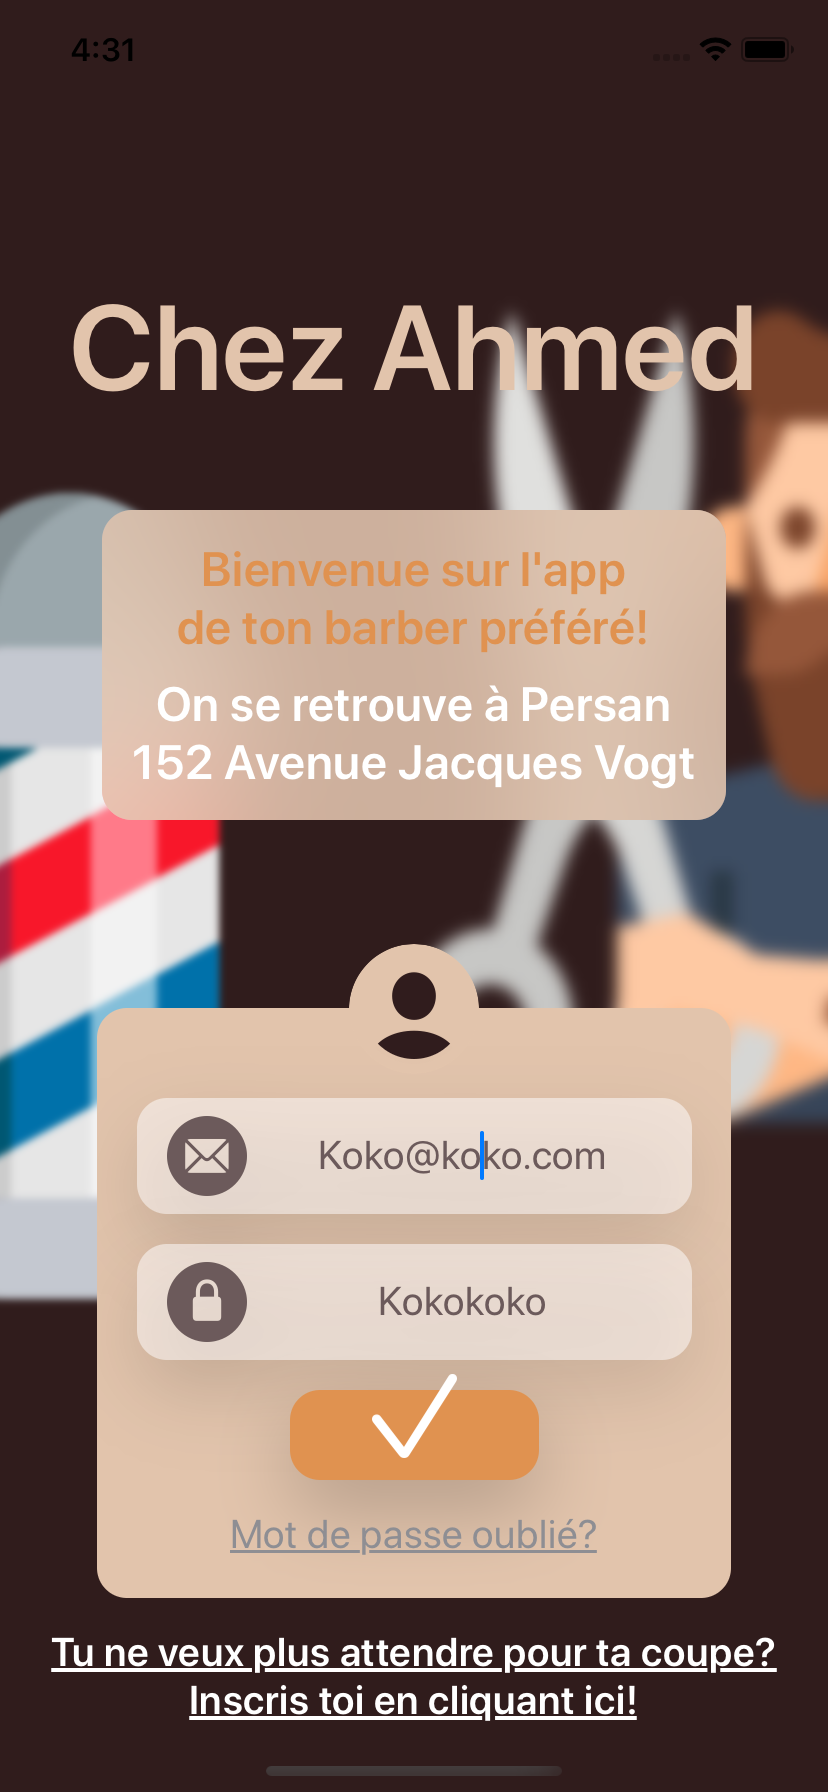 4:31
Chez Ahmed
Bienvenue sur l'app
de ton barber préféré!
On se retrouve à Persan
152 Avenue Jacques Vogt
Koko@koko.com
Kokokoko
Mot de passe oublié?
Tu ne veux plus attendre pour ta coupe?
Inscris toi en cliquant ici!